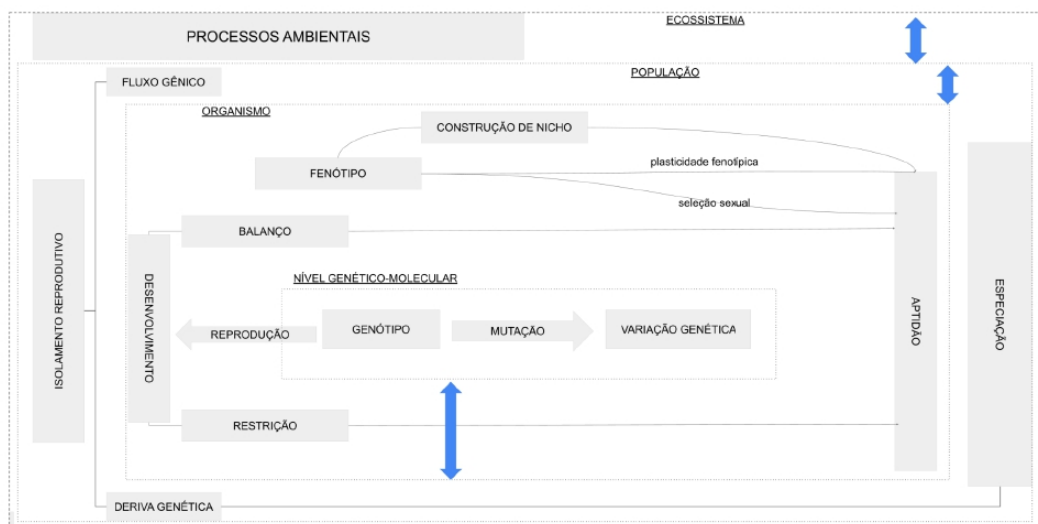 ECOSSISTEMA
PROCESSOS AMBIENTAIS
POPULAÇÃO
FLUXO GÊNICO
ORGANISMO
CONSTRUÇÃO DE NICHO
plasticidade fenotípica
FENÓTIPO
seleção sexual
BALANÇO
NÍVEL GENÉTICO-MOLECULAR
ISOLAMENTO REPRODUTIVO
DESENVOLVIMENTO
REPRODUÇÃO
GENÓTIPO
MUTAÇÃO
VARIAÇÃO GENÉTICA
APTIDÃO
ESPECIAÇÃO
RESTRIÇÃO
DERIVA GENÉTICA